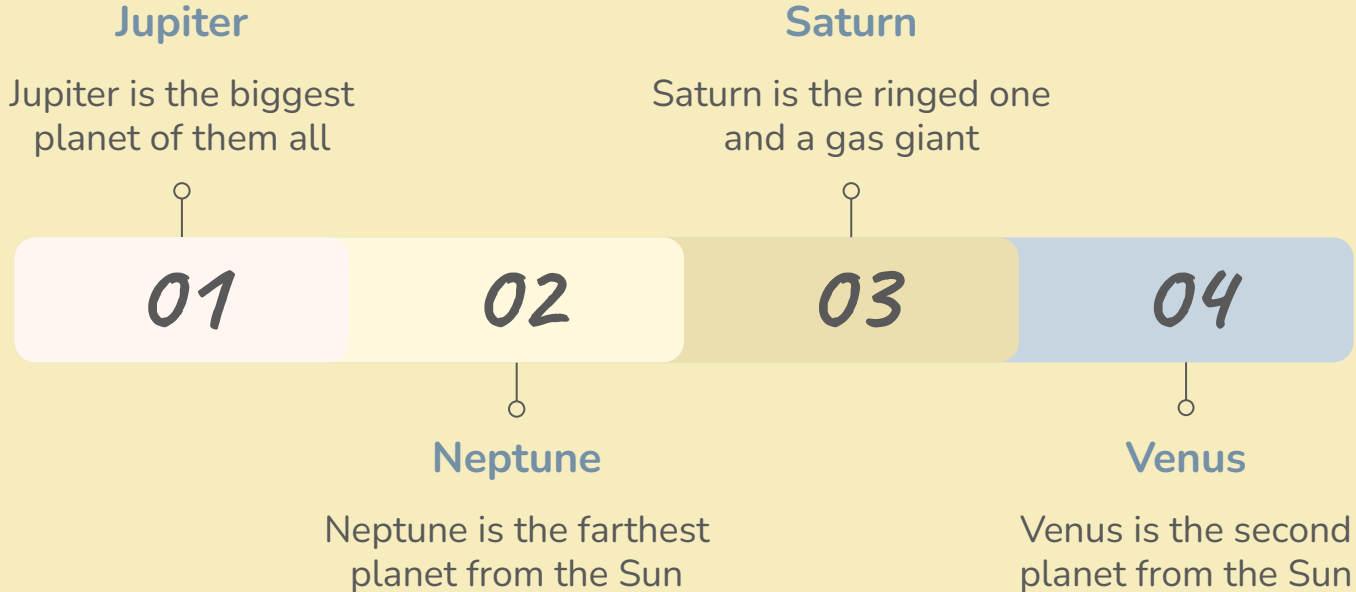 Jupiter
Jupiter is the biggest
planet of them all
Saturn
Saturn is the ringed one
and a gas giant
01
02
03
04
Neptune
Neptune is the farthest
planet from the Sun
Venus
Venus is the second
planet from the Sun